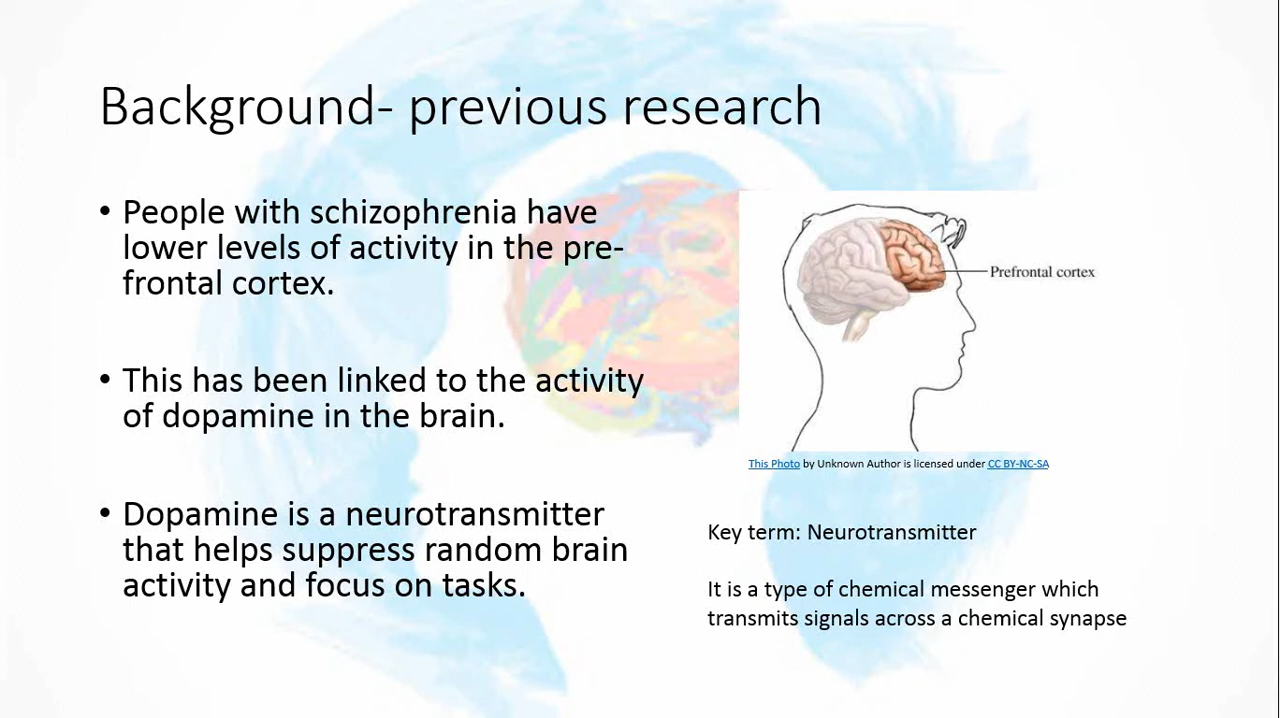 Background- previous research
• People with schizophrenia have
lower levels of activity in the pre-
frontal cortex.
• This has been linked to the activity
of dopamine in the brain.
• Dopamine is a neurotransmitter
that helps suppress random brain
activity and focus on tasks.
Prefrontal cortex
This Photo by Unknown Author is licensed under CC BY-NC-SA
Key term: Neurotransmitter
It is a type of chemical messenger which
transmits signals across a chemical synapse